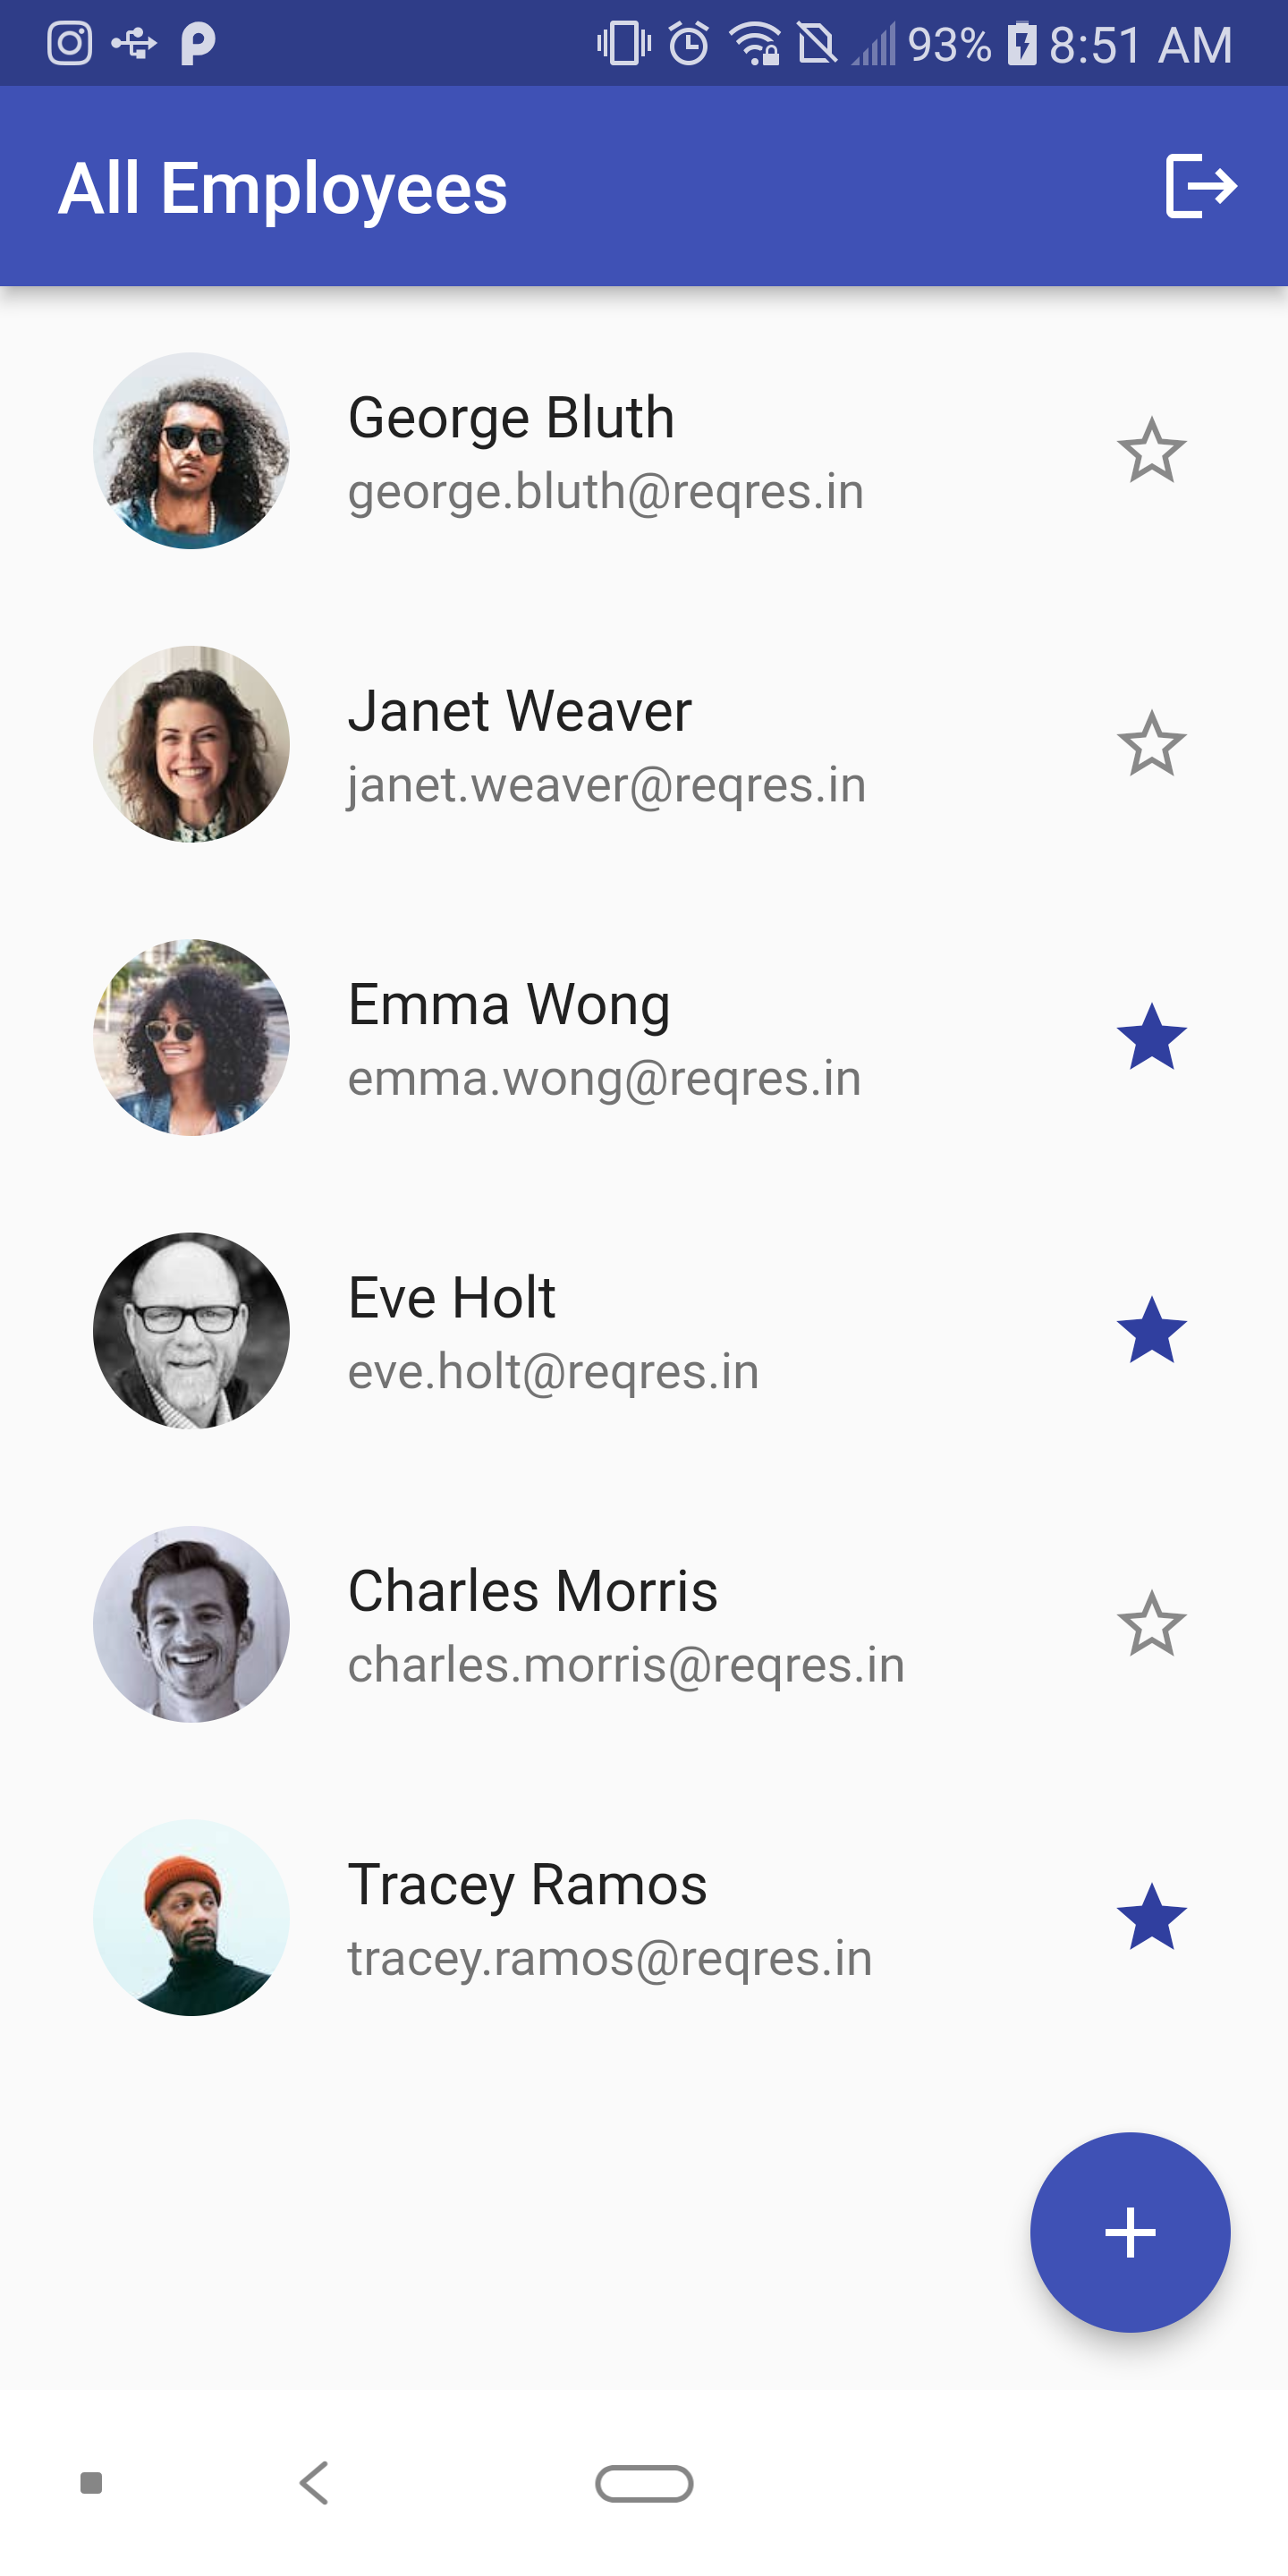 93% 8:51 AM
All Employees
George Bluth
george.bluth@reqres.in
Janet Weaver
janet.weaver@reqres.in
Emma Wong
emma.wong@reqres.in
Eve Holt
eve.holt@reqres.in
Charles Morris
charles.morris@reqres.in
Tracey Ramos
tracey.ramos@reqres.in